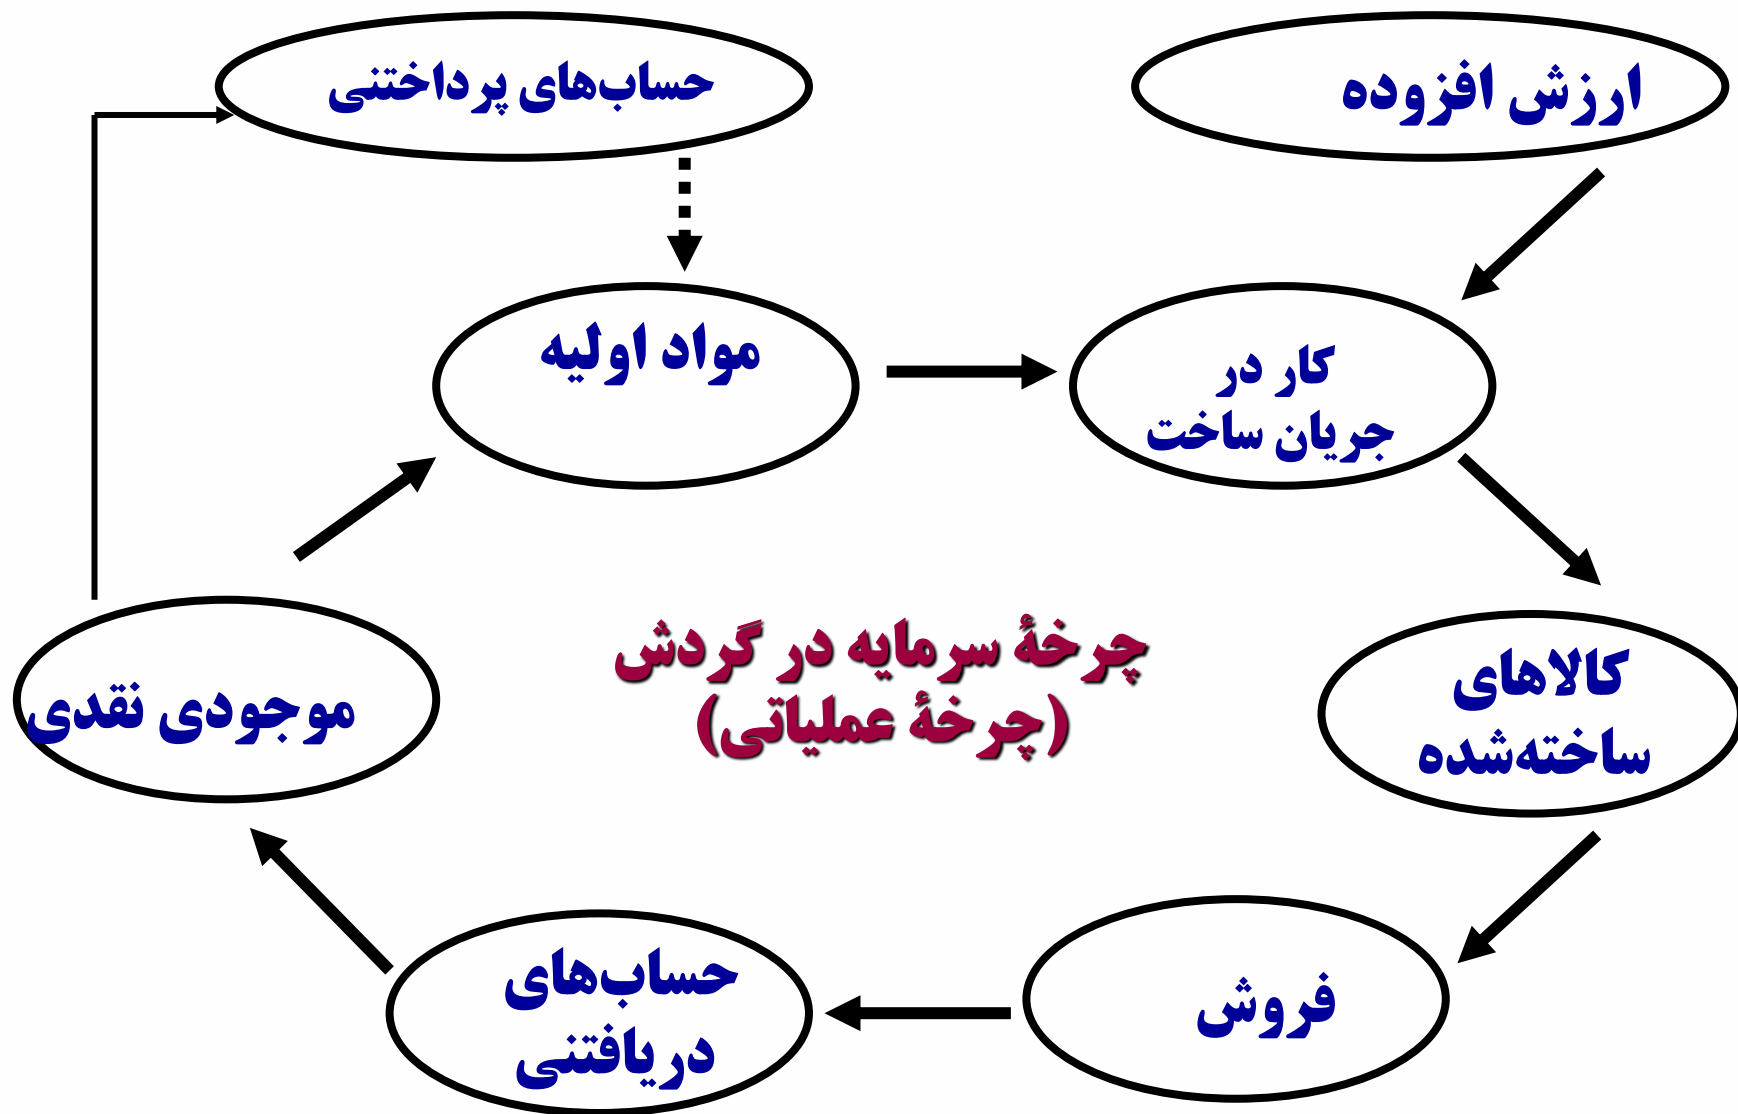 ارزش افزوده
حساب‌های پرداختنی
مواد اولیه
کار در
جریان ساخت
چرخهٔ سرمایه در گردش
(چرخهٔ عملیاتی)
کالاهای
ساخته‌شده
موجودی نقدی
فروش
حساب‌های
دریافتنی